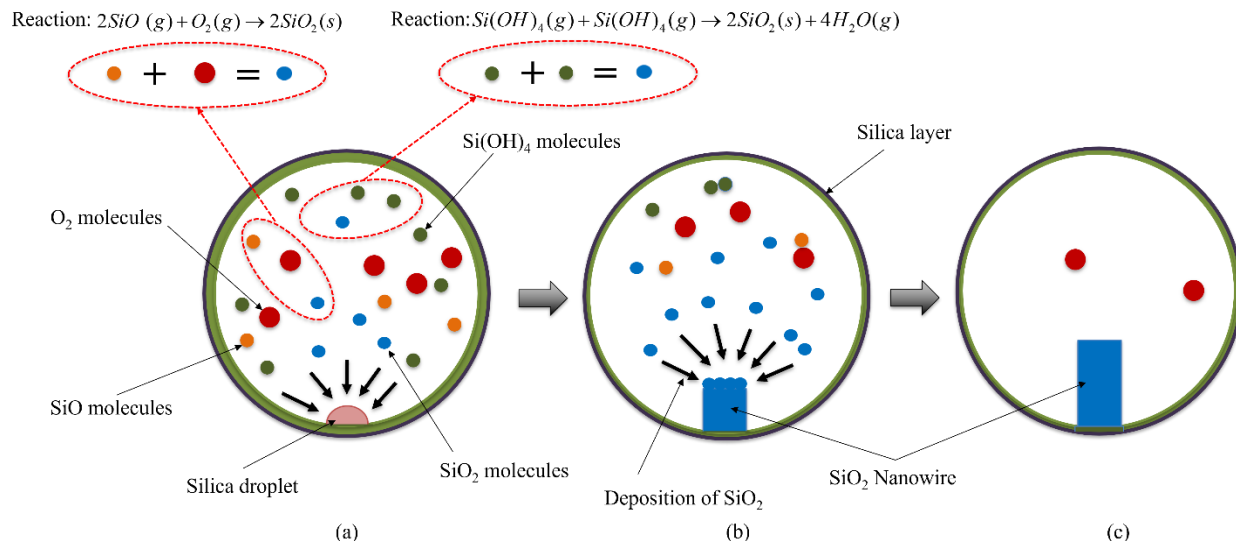 Reaction: 2SiO (g) + O₂(g) → 2SiO₂(s)
Reaction: Si(OH)₄(g) + Si(OH)₄(g) → 2SiO₂(s) + 4H₂O(g)
+ =
+ =
Si(OH)₄ molecules
Silica layer
O₂ molecules
SiO molecules
SiO₂ molecules
Silica droplet
Deposition of SiO₂
SiO₂ Nanowire
(a)
(b)
(c)